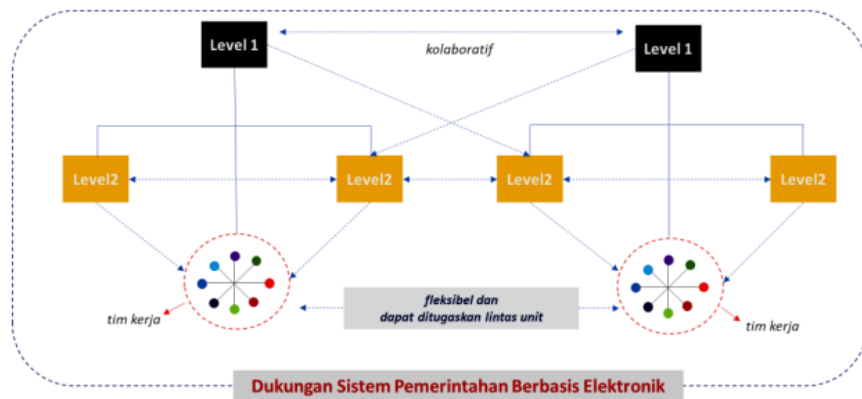 Level 1
Level 1
kolaboratif
Level2
Level2
Level2
Level2
fleksibel dan
dapat ditugaskan lintas unit
tim kerja
tim kerja
Dukungan Sistem Pemerintahan Berbasis Elektronik